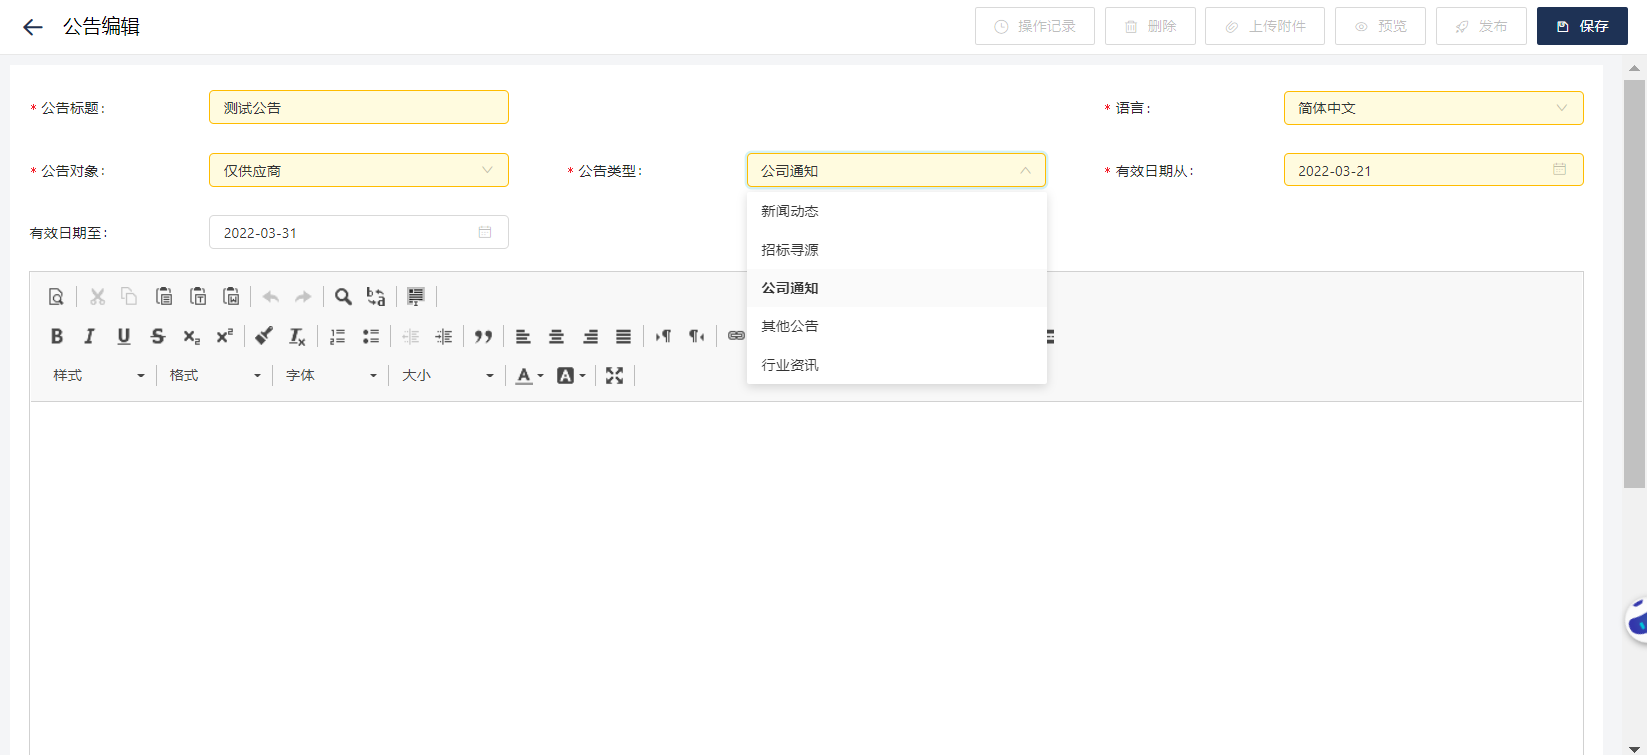 公告编辑
操作记录 删除 上传附件 预览 发布 保存
* 公告标题: 测试公告 * 语言: 简体中文
* 公告对象: 仅供应商 * 公告类型: 公司通知 * 有效日期从: 2022-03-21
有效日期至: 2022-03-31
新闻动态
招标寻源
公司通知
其他公告
行业资讯
样式 格式 字体 大小